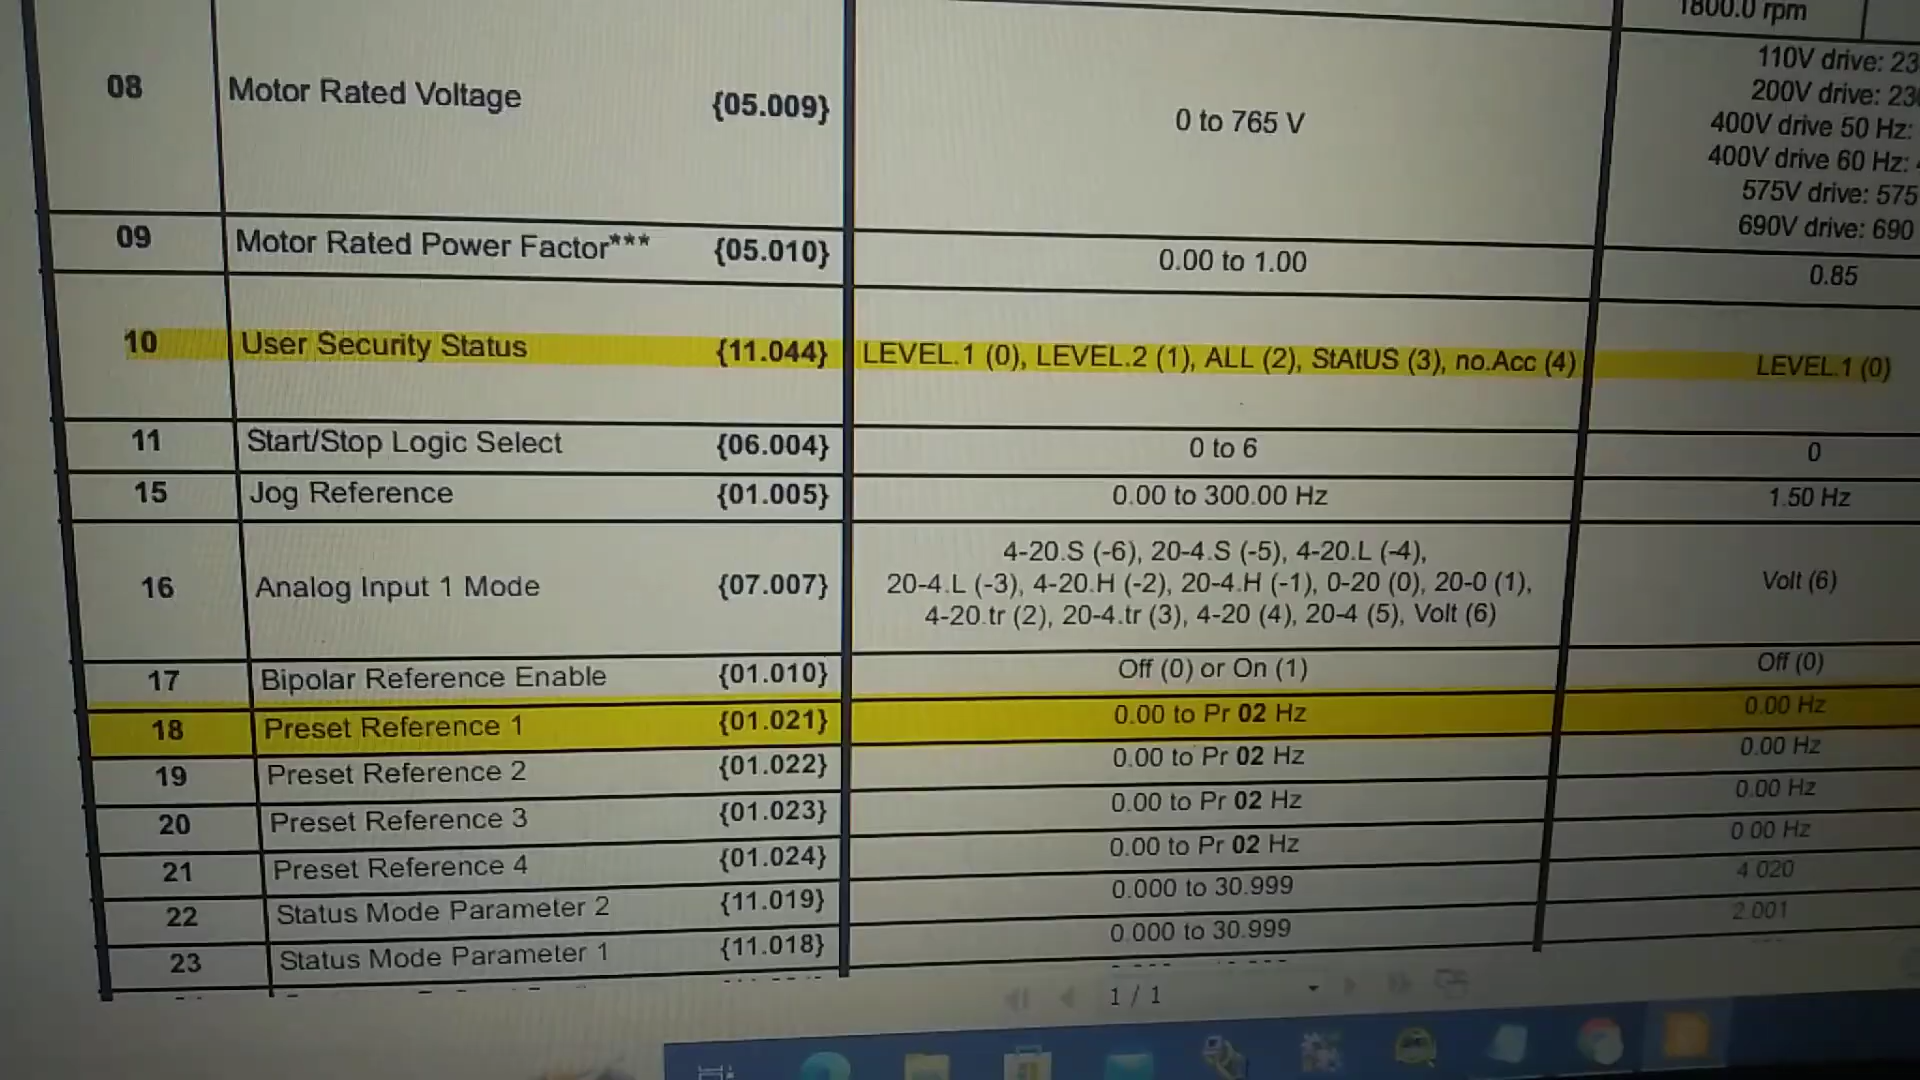 1800.0 rpm
08 Motor Rated Voltage {05.009} 0 to 765 V
110V drive: 23
200V drive: 23
400V drive 50 Hz:
400V drive 60 Hz:
575V drive: 575
690V drive: 690
09 Motor Rated Power Factor*** {05.010} 0.00 to 1.00 0.85
10 User Security Status {11.044} LEVEL.1 (0), LEVEL.2 (1), ALL (2), StAtUS (3), no.Acc (4) LEVEL.1 (0)
11 Start/Stop Logic Select {06.004} 0 to 6 0
15 Jog Reference {01.005} 0.00 to 300.00 Hz 1.50 Hz
16 Analog Input 1 Mode {07.007}
4-20.S (-6), 20-4.S (-5), 4-20.L (-4),
20-4.L (-3), 4-20.H (-2), 20-4.H (-1), 0-20 (0), 20-0 (1),
4-20.tr (2), 20-4.tr (3), 4-20 (4), 20-4 (5), Volt (6)
Volt (6)
17 Bipolar Reference Enable {01.010} Off (0) or On (1) Off (0)
18 Preset Reference 1 {01.021} 0.00 to Pr 02 Hz 0.00 Hz
19 Preset Reference 2 {01.022} 0.00 to Pr 02 Hz 0.00 Hz
20 Preset Reference 3 {01.023} 0.00 to Pr 02 Hz 0.00 Hz
21 Preset Reference 4 {01.024} 0.00 to Pr 02 Hz 0.00 Hz
22 Status Mode Parameter 2 {11.019} 0.000 to 30.999 4.020
23 Status Mode Parameter 1 {11.018} 0.000 to 30.999 2.001
1 / 1